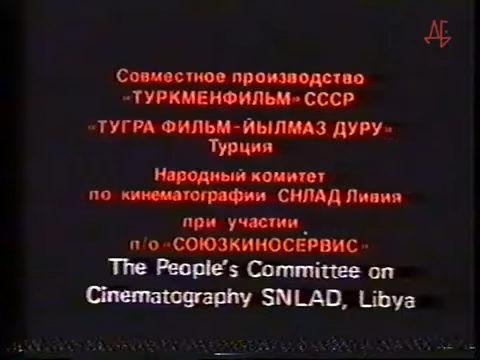 Совместное производство
«ТУРКМЕНФИЛЬМ» СССР
«ТУГРА ФИЛЬМ-ЙЫЛМАЗ ДУРУ»
Турция
Народный комитет
по кинематографии СНЛАД Ливия
при участии
п/о «СОЮЗКИНОСЕРВИС»
The People's Committee on
Cinematography SNLAD, Libya